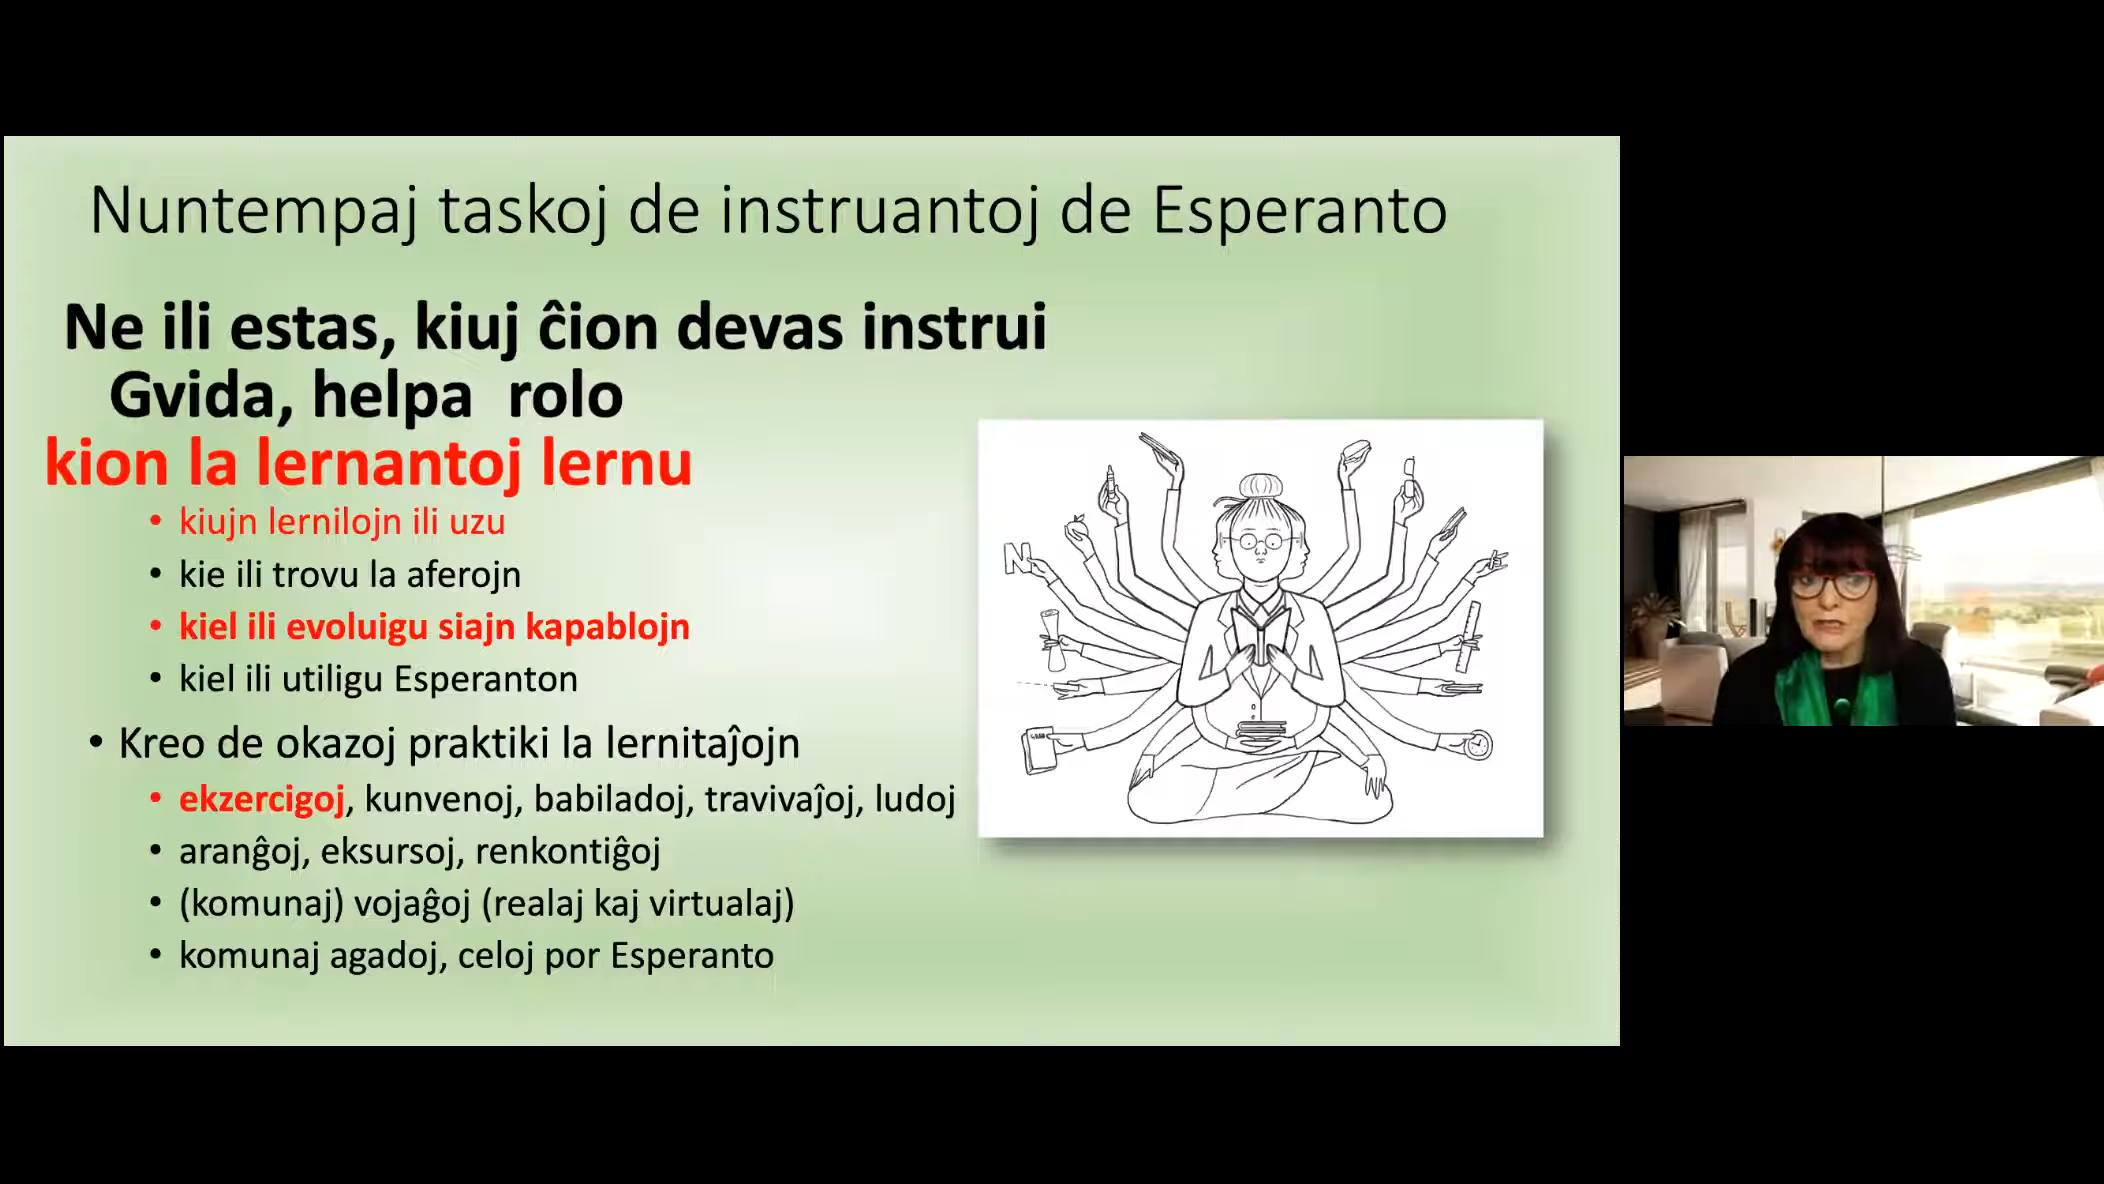 Nuntempaj taskoj de instruantoj de Esperanto
Ne ili estas, kiuj ĉion devas instrui
Gvida, helpa rolo
kion la lernantoj lernu
• kiujn lernilojn ili uzu
• kie ili trovu la aferojn
• kiel ili evoluigu siajn kapablojn
• kiel ili utiligu Esperanton
• Kreo de okazoj praktiki la lernitaĵojn
• ekzercigoj, kunvenoj, babiladoj, travivaĵoj, ludoj
• aranĝoj, eksursoj, renkontiĝoj
• (komunaj) vojaĝoj (realaj kaj virtualaj)
• komunaj agadoj, celoj por Esperanto
N